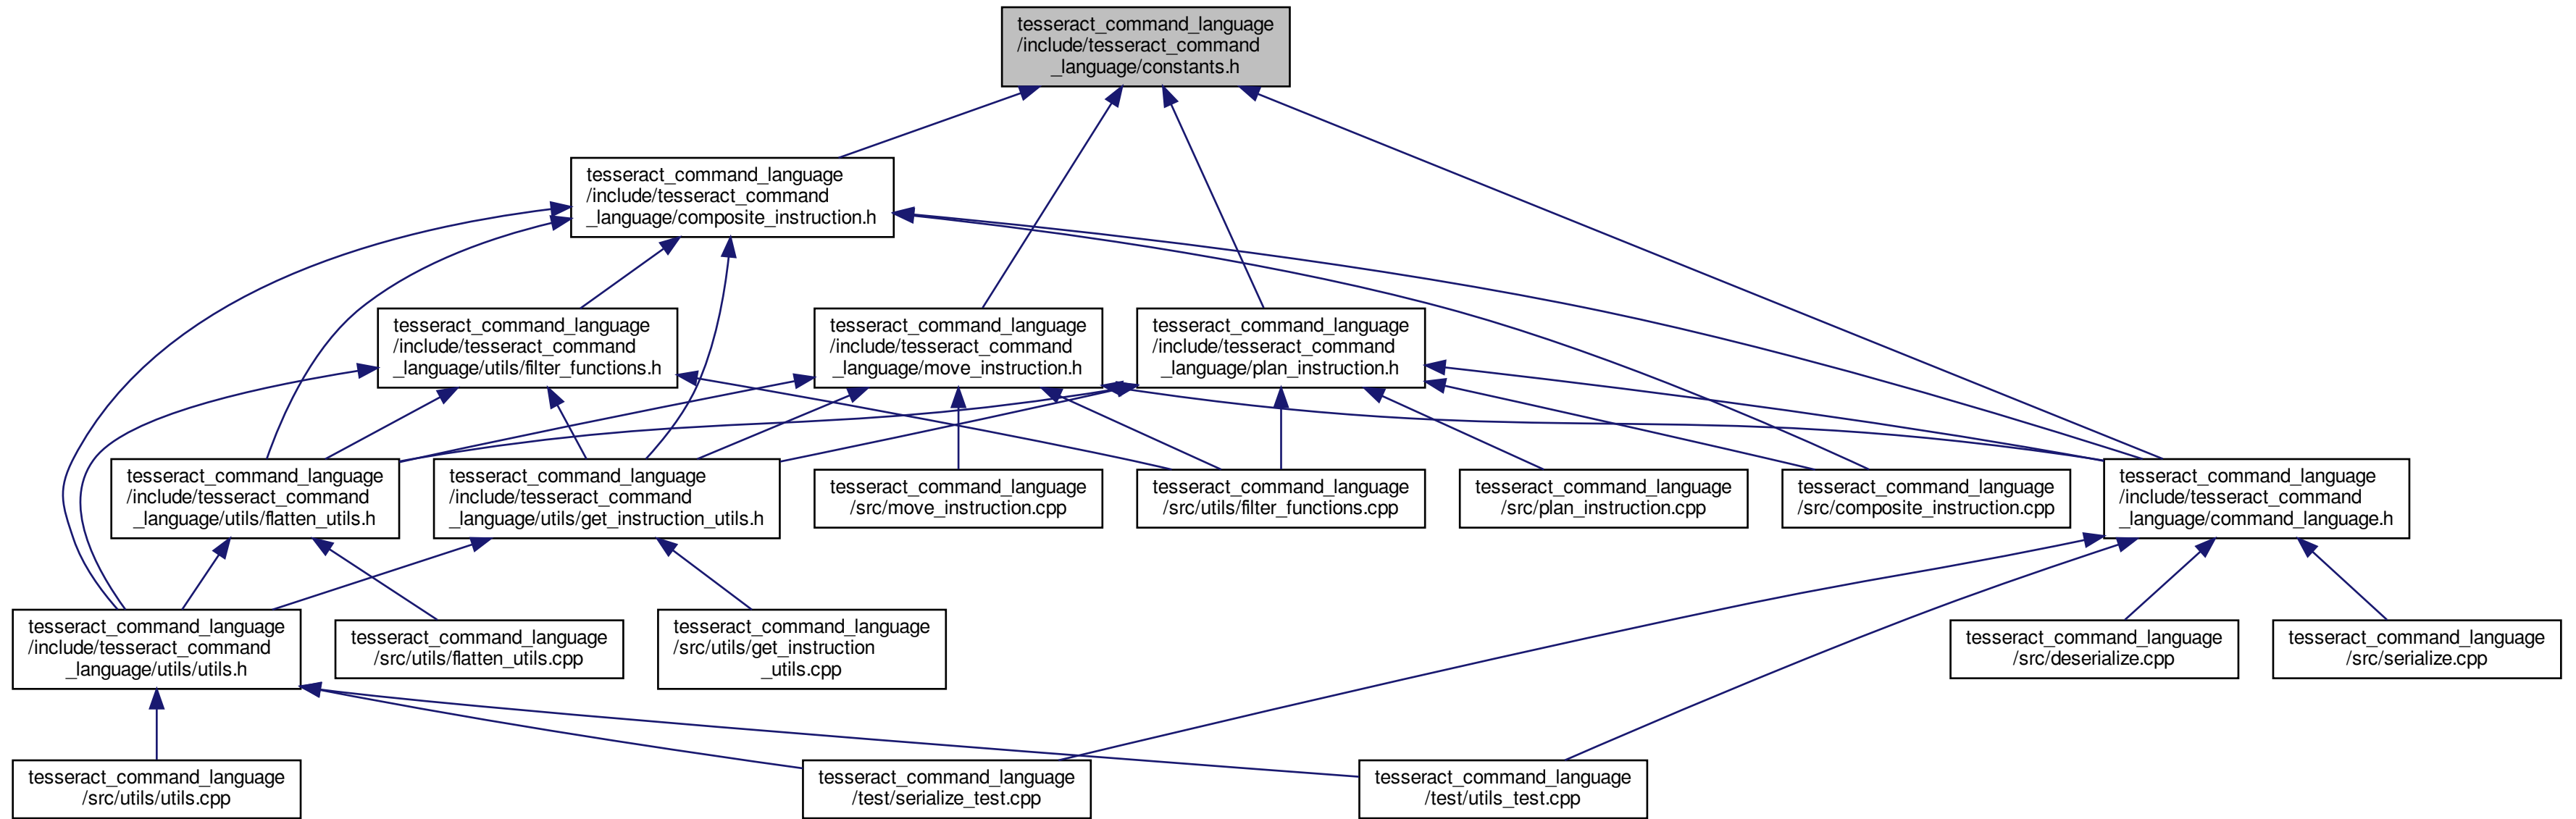 tesseract_command_language
/include/tesseract_command
_language/constants.h
tesseract_command_language
/include/tesseract_command
_language/composite_instruction.h
tesseract_command_language
/include/tesseract_command
_language/utils/filter_functions.h
tesseract_command_language
/include/tesseract_command
_language/move_instruction.h
tesseract_command_language
/include/tesseract_command
_language/plan_instruction.h
tesseract_command_language
/include/tesseract_command
_language/utils/flatten_utils.h
tesseract_command_language
/include/tesseract_command
_language/utils/get_instruction_utils.h
tesseract_command_language
/src/move_instruction.cpp
tesseract_command_language
/src/utils/filter_functions.cpp
tesseract_command_language
/src/plan_instruction.cpp
tesseract_command_language
/src/composite_instruction.cpp
tesseract_command_language
/include/tesseract_command
_language/command_language.h
tesseract_command_language
/include/tesseract_command
_language/utils/utils.h
tesseract_command_language
/src/utils/flatten_utils.cpp
tesseract_command_language
/src/utils/get_instruction
_utils.cpp
tesseract_command_language
/src/deserialize.cpp
tesseract_command_language
/src/serialize.cpp
tesseract_command_language
/src/utils/utils.cpp
tesseract_command_language
/test/serialize_test.cpp
tesseract_command_language
/test/utils_test.cpp